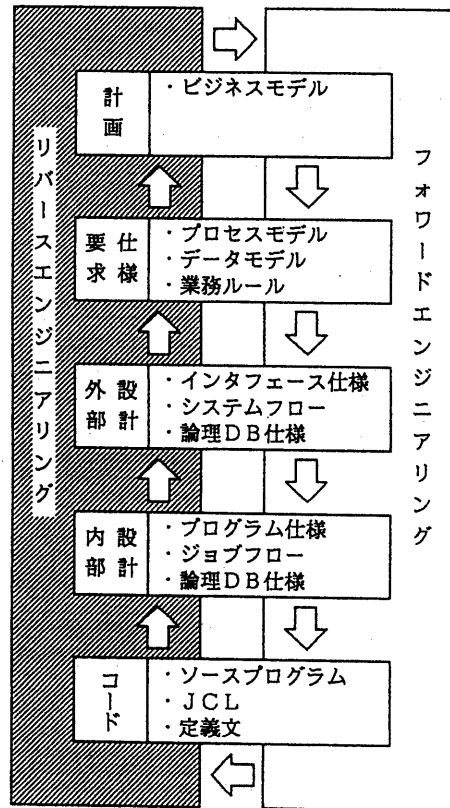 リバースエンジニアリング
計画
・ビジネスモデル
要求仕様
・プロセスモデル
・データモデル
・業務ルール
外部設計
・インタフェース仕様
・システムフロー
・論理DB仕様
内部設計
・プログラム仕様
・ジョブフロー
・論理DB仕様
コード
・ソースプログラム
・JCL
・定義文
フォワードエンジニアリング